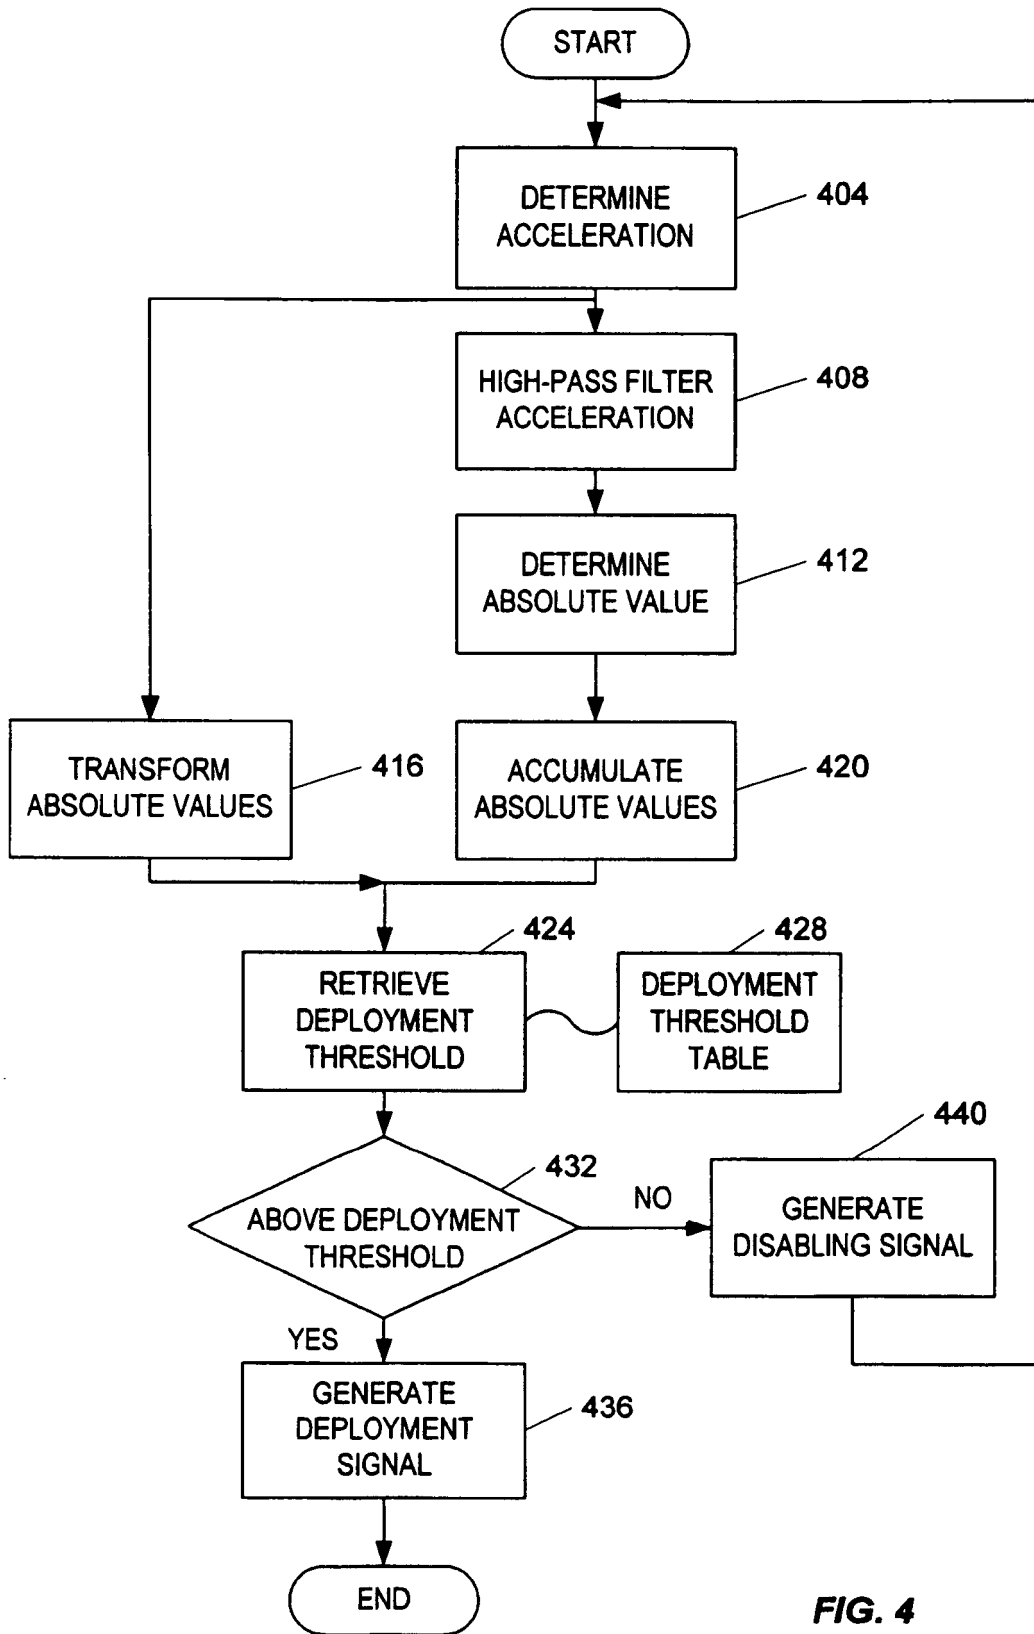 START
DETERMINE
ACCELERATION
404
HIGH-PASS FILTER
ACCELERATION
408
DETERMINE
ABSOLUTE VALUE
412
TRANSFORM
ABSOLUTE VALUES
416
ACCUMULATE
ABSOLUTE VALUES
420
RETRIEVE
DEPLOYMENT
THRESHOLD
424
DEPLOYMENT
THRESHOLD
TABLE
428
ABOVE DEPLOYMENT
THRESHOLD
432
NO
GENERATE
DISABLING SIGNAL
440
YES
GENERATE
DEPLOYMENT
SIGNAL
436
END
FIG. 4